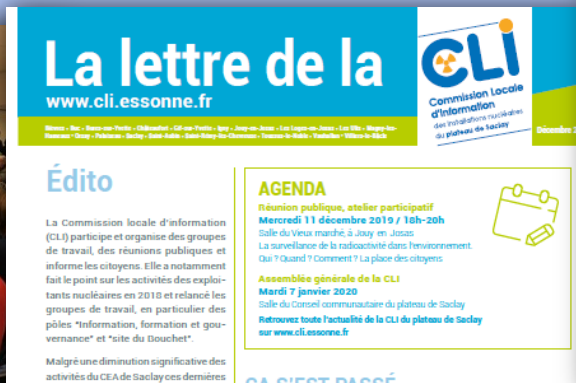 La lettre de la
www.cli.essonne.fr
CLI
Commission Locale
d'Information
des installations nucléaires
du plateau de Saclay
Décembre 2
Édito
La Commission locale d'information
(CLI) participe et organise des groupes
de travail, des réunions publiques et
informe les citoyens. Elle a notamment
fait le point sur les activités des exploi-
tants nucléaires en 2018 et relancé les
groupes de travail, en particulier des
pôles "Information, formation et gou-
vernance" et "site du Bouchet".
Malgré une diminution significative des
activités du CEA de Saclay ces dernières
AGENDA
Réunion publique, atelier participatif
Mercredi 11 décembre 2019 / 18h-20h
Salle du Vieux marché, à Jouy en Josas
La surveillance de la radioactivité dans l'environnement.
Qui ? Quand ? Comment ? La place des citoyens
Assemblée générale de la CLI
Mardi 7 janvier 2020
Salle du Conseil communautaire du plateau de Saclay
Retrouvez toute l'actualité de la CLI du plateau de Saclay
sur www.cli.essonne.fr
ÇA S'EST PASSÉ